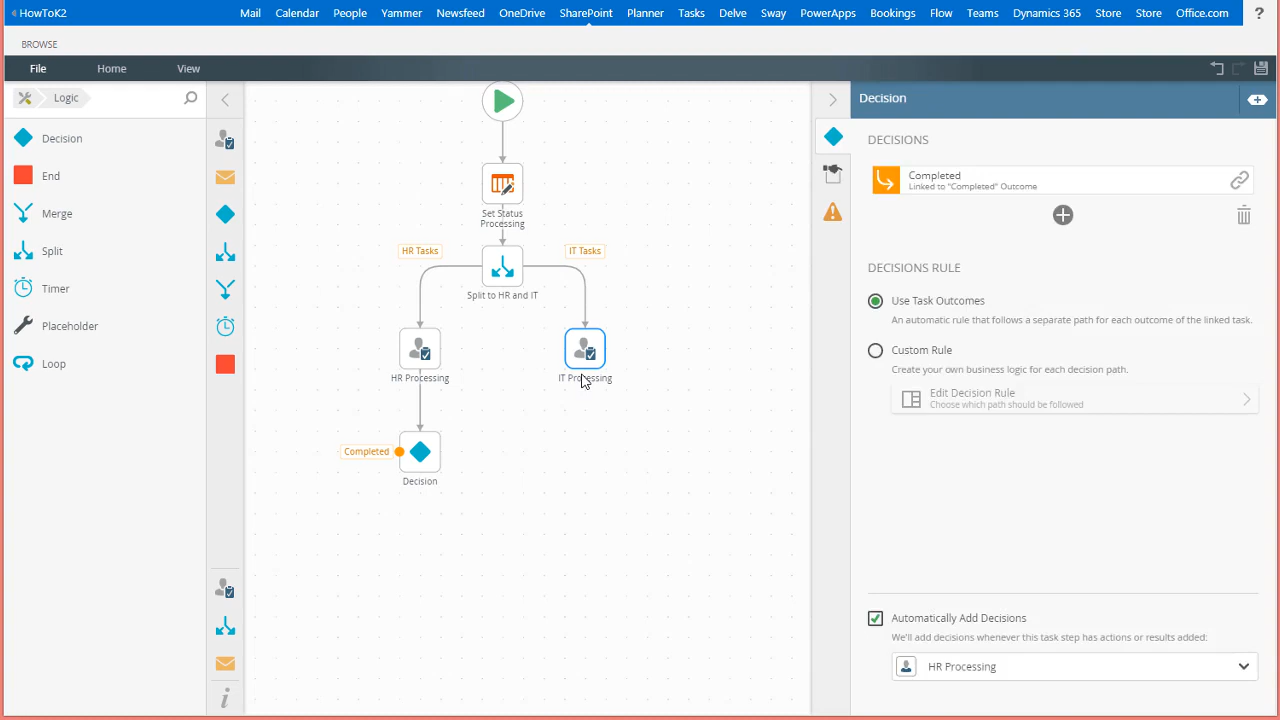 HowToK2
Mail Calendar People Yammer Newsfeed OneDrive SharePoint Planner Tasks Delve Sway PowerApps Bookings Flow Teams Dynamics 365 Store Store Office.com ?
BROWSE
File Home View
Logic
Decision
End
Merge
Split
Timer
Placeholder
Loop
Set Status
Processing
HR Tasks
IT Tasks
Split to HR and IT
HR Processing
IT Processing
Completed
Decision
Decision
DECISIONS
Completed
Linked to "Completed" Outcome
DECISIONS RULE
Use Task Outcomes
An automatic rule that follows a separate path for each outcome of the linked task.
Custom Rule
Create your own business logic for each decision path.
Edit Decision Rule
Choose which path should be followed
Automatically Add Decisions
We'll add decisions whenever this task step has actions or results added:
HR Processing